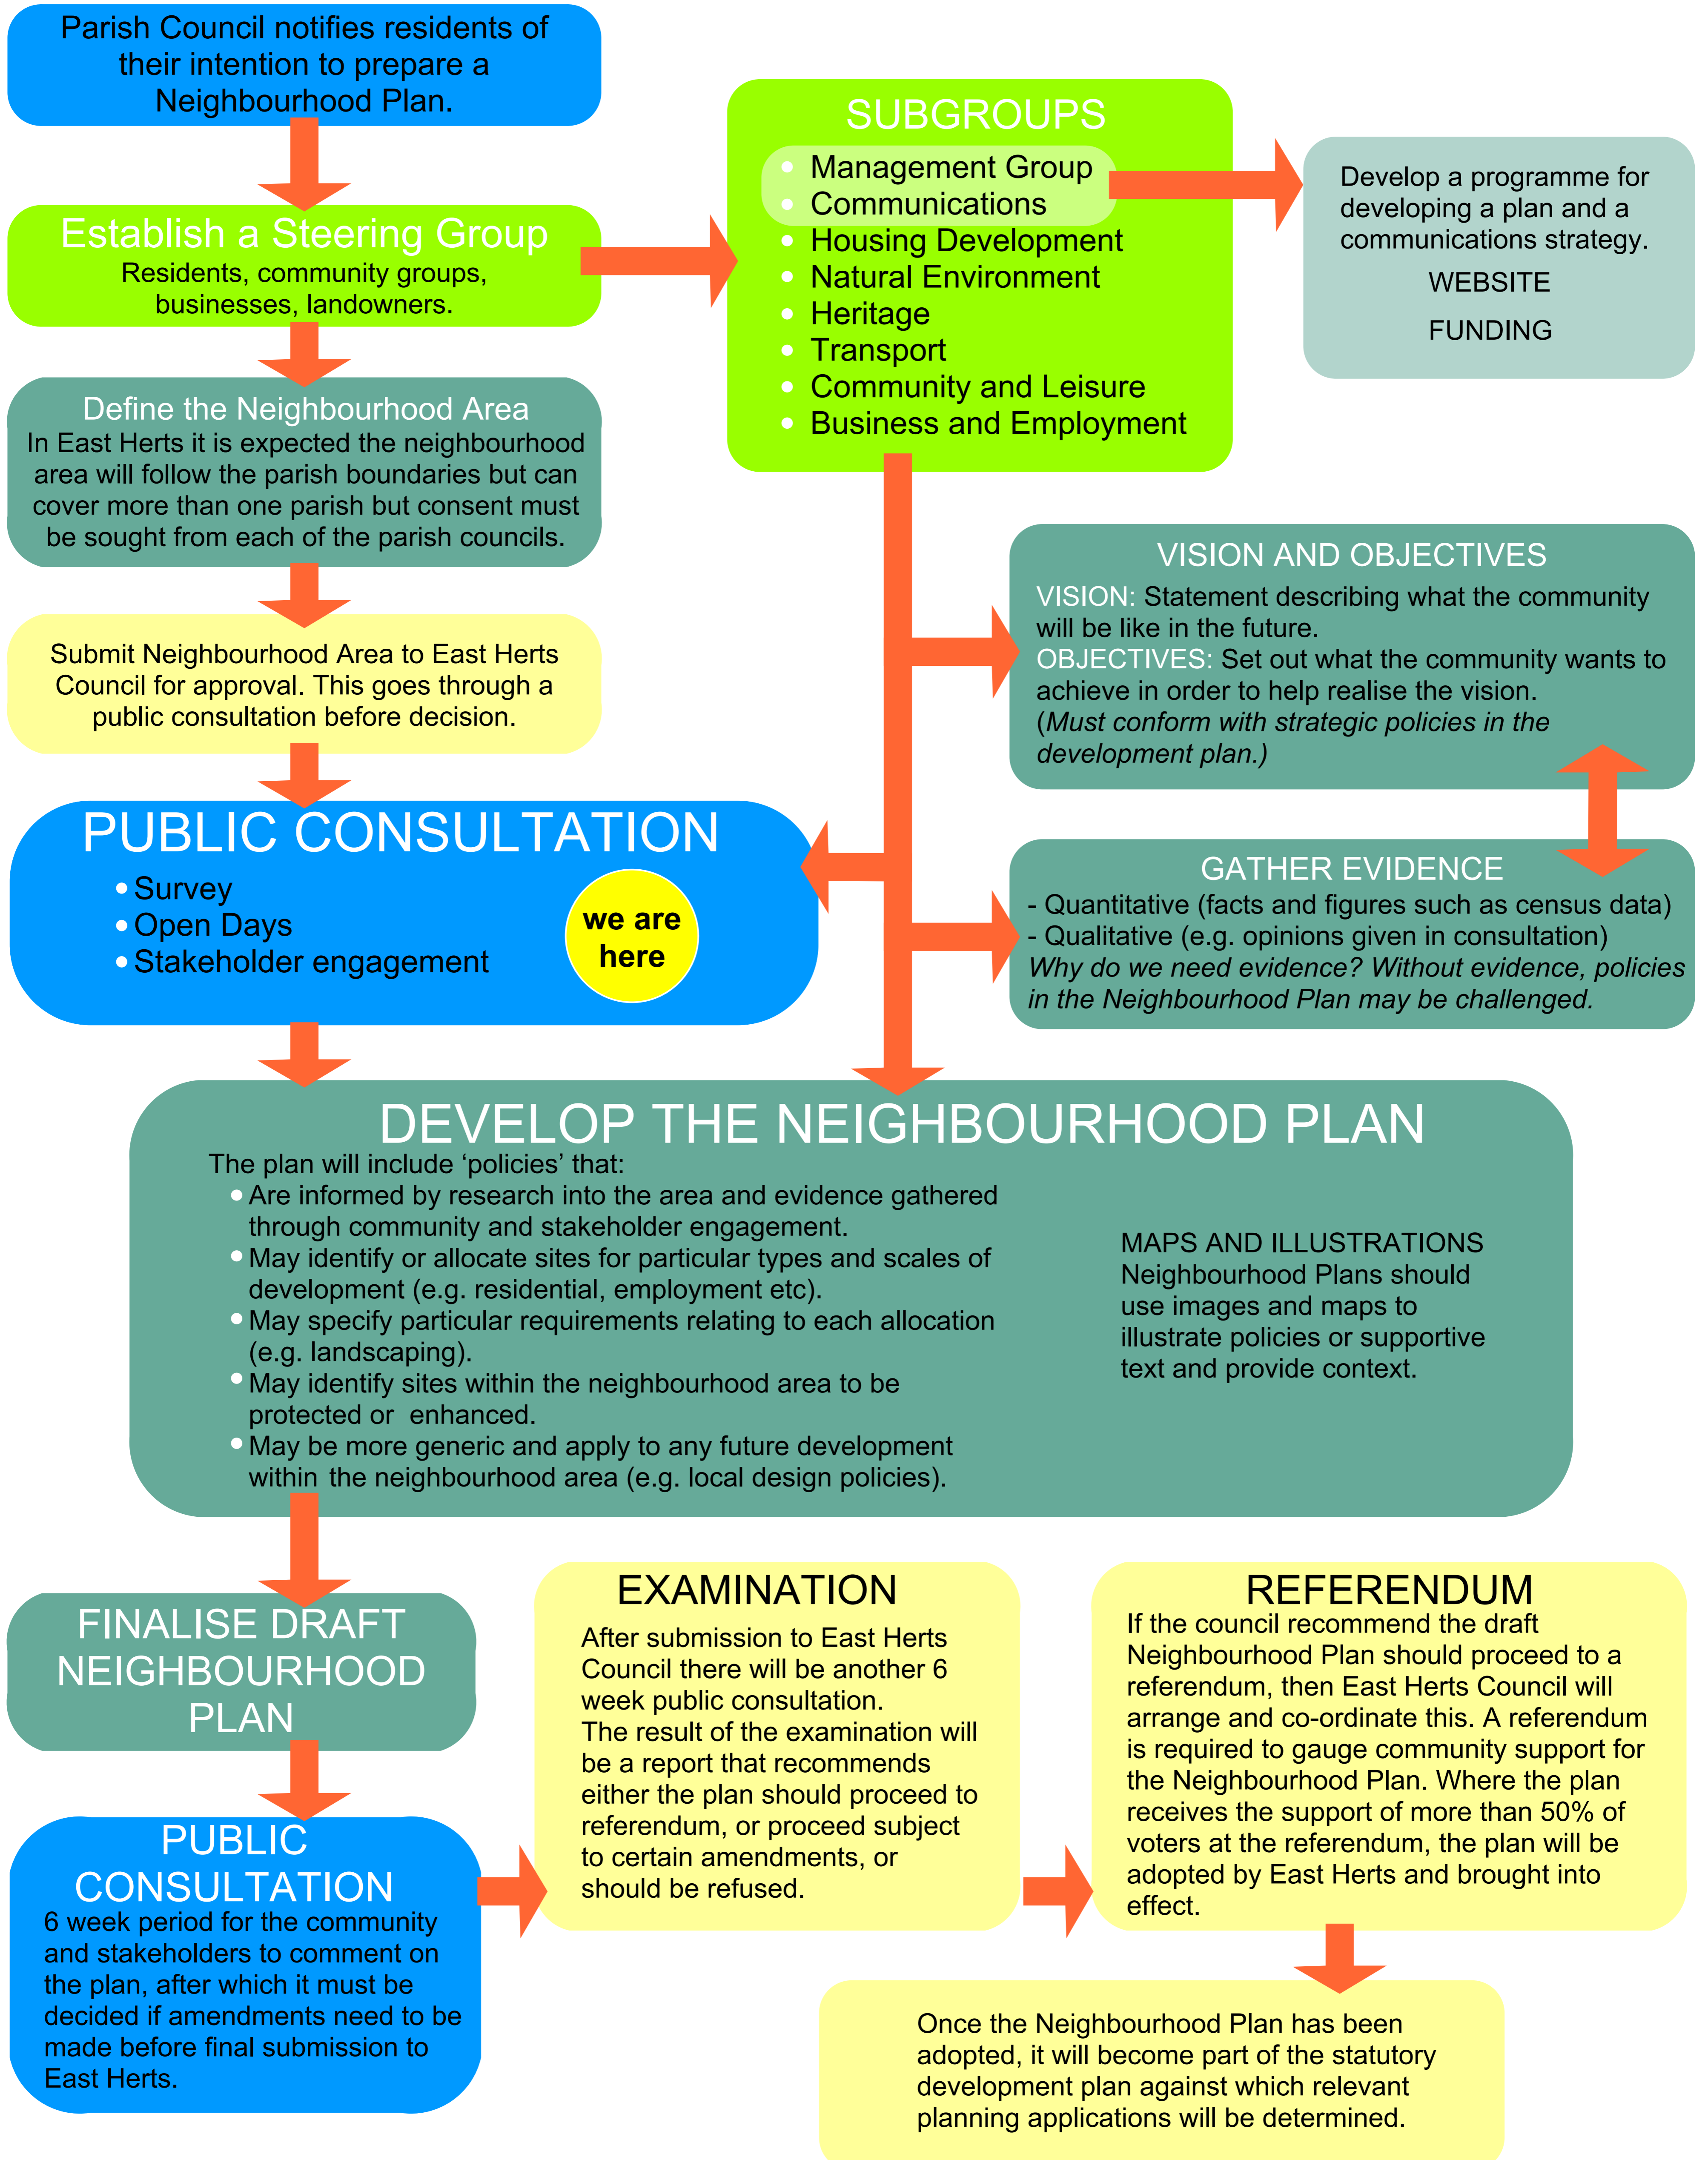 Parish Council notifies residents of
their intention to prepare a
Neighbourhood Plan.
Establish a Steering Group
Residents, community groups,
businesses, landowners.
SUBGROUPS
Management Group
Communications
Housing Development
Natural Environment
Heritage
Transport
Community and Leisure
Business and Employment
Develop a programme for
developing a plan and a
communications strategy.
WEBSITE
FUNDING
Define the Neighbourhood Area
In East Herts it is expected the neighbourhood
area will follow the parish boundaries but can
cover more than one parish but consent must
be sought from each of the parish councils.
Submit Neighbourhood Area to East Herts
Council for approval. This goes through a
public consultation before decision.
VISION AND OBJECTIVES
VISION: Statement describing what the community
will be like in the future.
OBJECTIVES: Set out what the community wants to
achieve in order to help realise the vision.
(Must conform with strategic policies in the
development plan.)
PUBLIC CONSULTATION
• Survey
• Open Days
• Stakeholder engagement
we are
here
GATHER EVIDENCE
- Quantitative (facts and figures such as census data)
- Qualitative (e.g. opinions given in consultation)
Why do we need evidence? Without evidence, policies
in the Neighbourhood Plan may be challenged.
DEVELOP THE NEIGHBOURHOOD PLAN
The plan will include ‘policies’ that:
• Are informed by research into the area and evidence gathered
through community and stakeholder engagement.
• May identify or allocate sites for particular types and scales of
development (e.g. residential, employment etc).
• May specify particular requirements relating to each allocation
(e.g. landscaping).
• May identify sites within the neighbourhood area to be
protected or enhanced.
• May be more generic and apply to any future development
within the neighbourhood area (e.g. local design policies).
MAPS AND ILLUSTRATIONS
Neighbourhood Plans should
use images and maps to
illustrate policies or supportive
text and provide context.
FINALISE DRAFT
NEIGHBOURHOOD
PLAN
PUBLIC
CONSULTATION
6 week period for the community
and stakeholders to comment on
the plan, after which it must be
decided if amendments need to be
made before final submission to
East Herts.
EXAMINATION
After submission to East Herts
Council there will be another 6
week public consultation.
The result of the examination will
be a report that recommends
either the plan should proceed to
referendum, or proceed subject
to certain amendments, or
should be refused.
REFERENDUM
If the council recommend the draft
Neighbourhood Plan should proceed to a
referendum, then East Herts Council will
arrange and co-ordinate this. A referendum
is required to gauge community support for
the Neighbourhood Plan. Where the plan
receives the support of more than 50% of
voters at the referendum, the plan will be
adopted by East Herts and brought into
effect.
Once the Neighbourhood Plan has been
adopted, it will become part of the statutory
development plan against which relevant
planning applications will be determined.